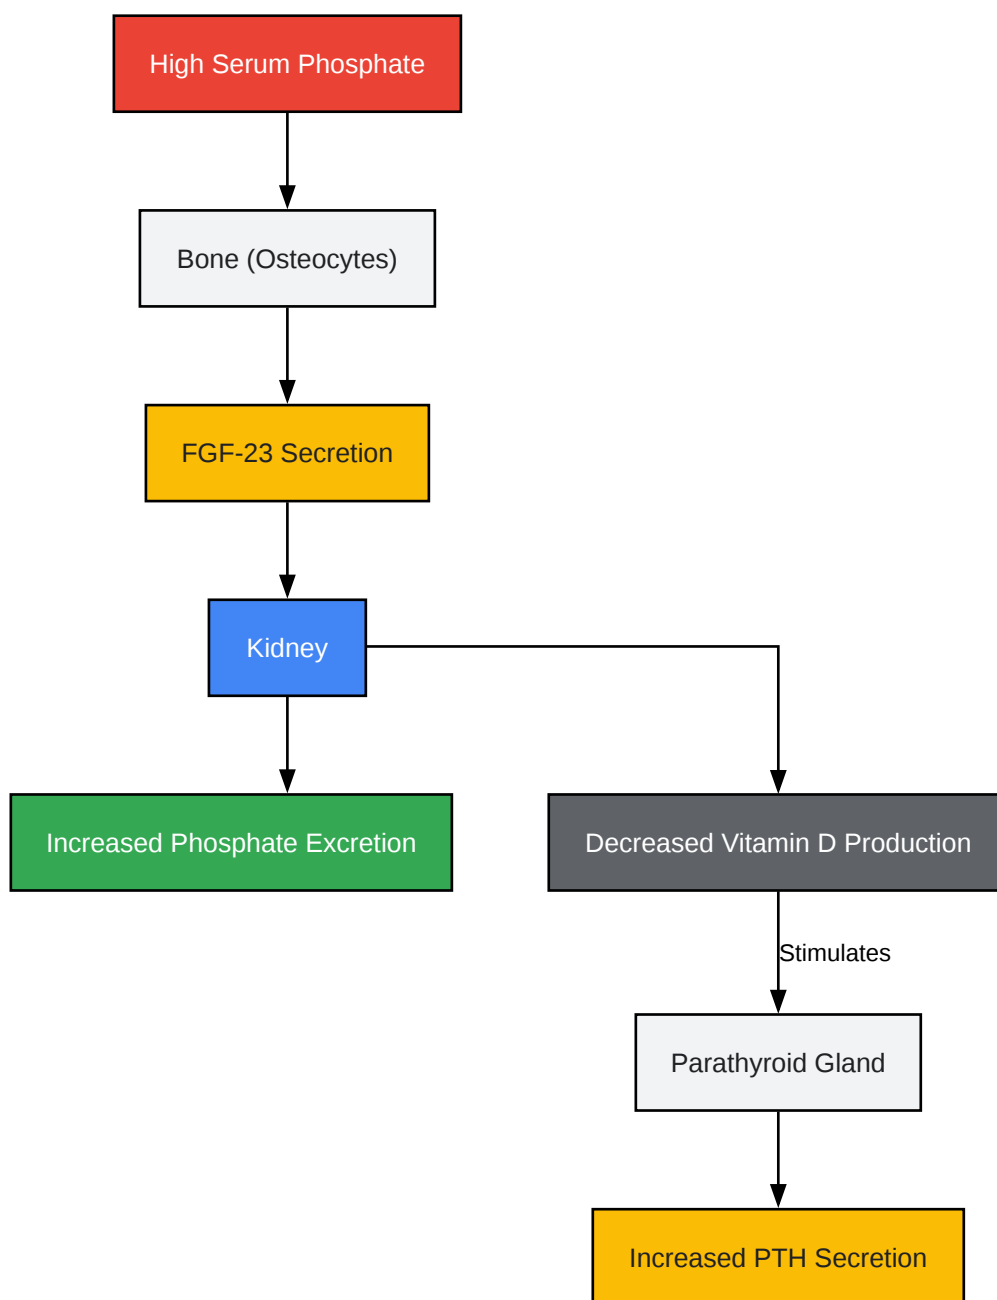 High Serum Phosphate
Bone (Osteocytes)
FGF-23 Secretion
Kidney
Increased Phosphate Excretion
Decreased Vitamin D Production
Stimulates
Parathyroid Gland
Increased PTH Secretion